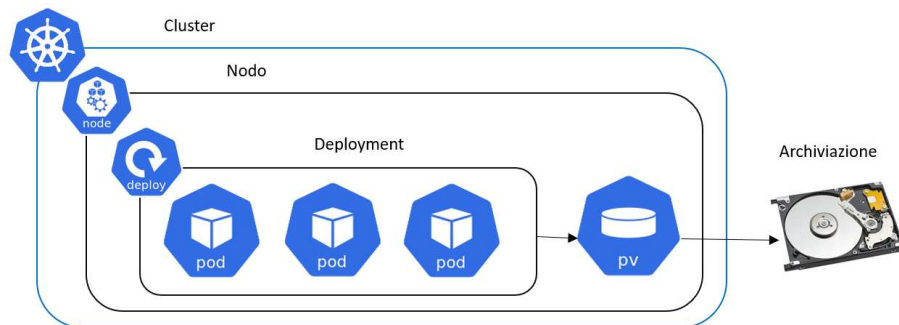 Cluster
Nodo
node
Deployment
deploy
Archiviazione
pod
pod
pod
pv